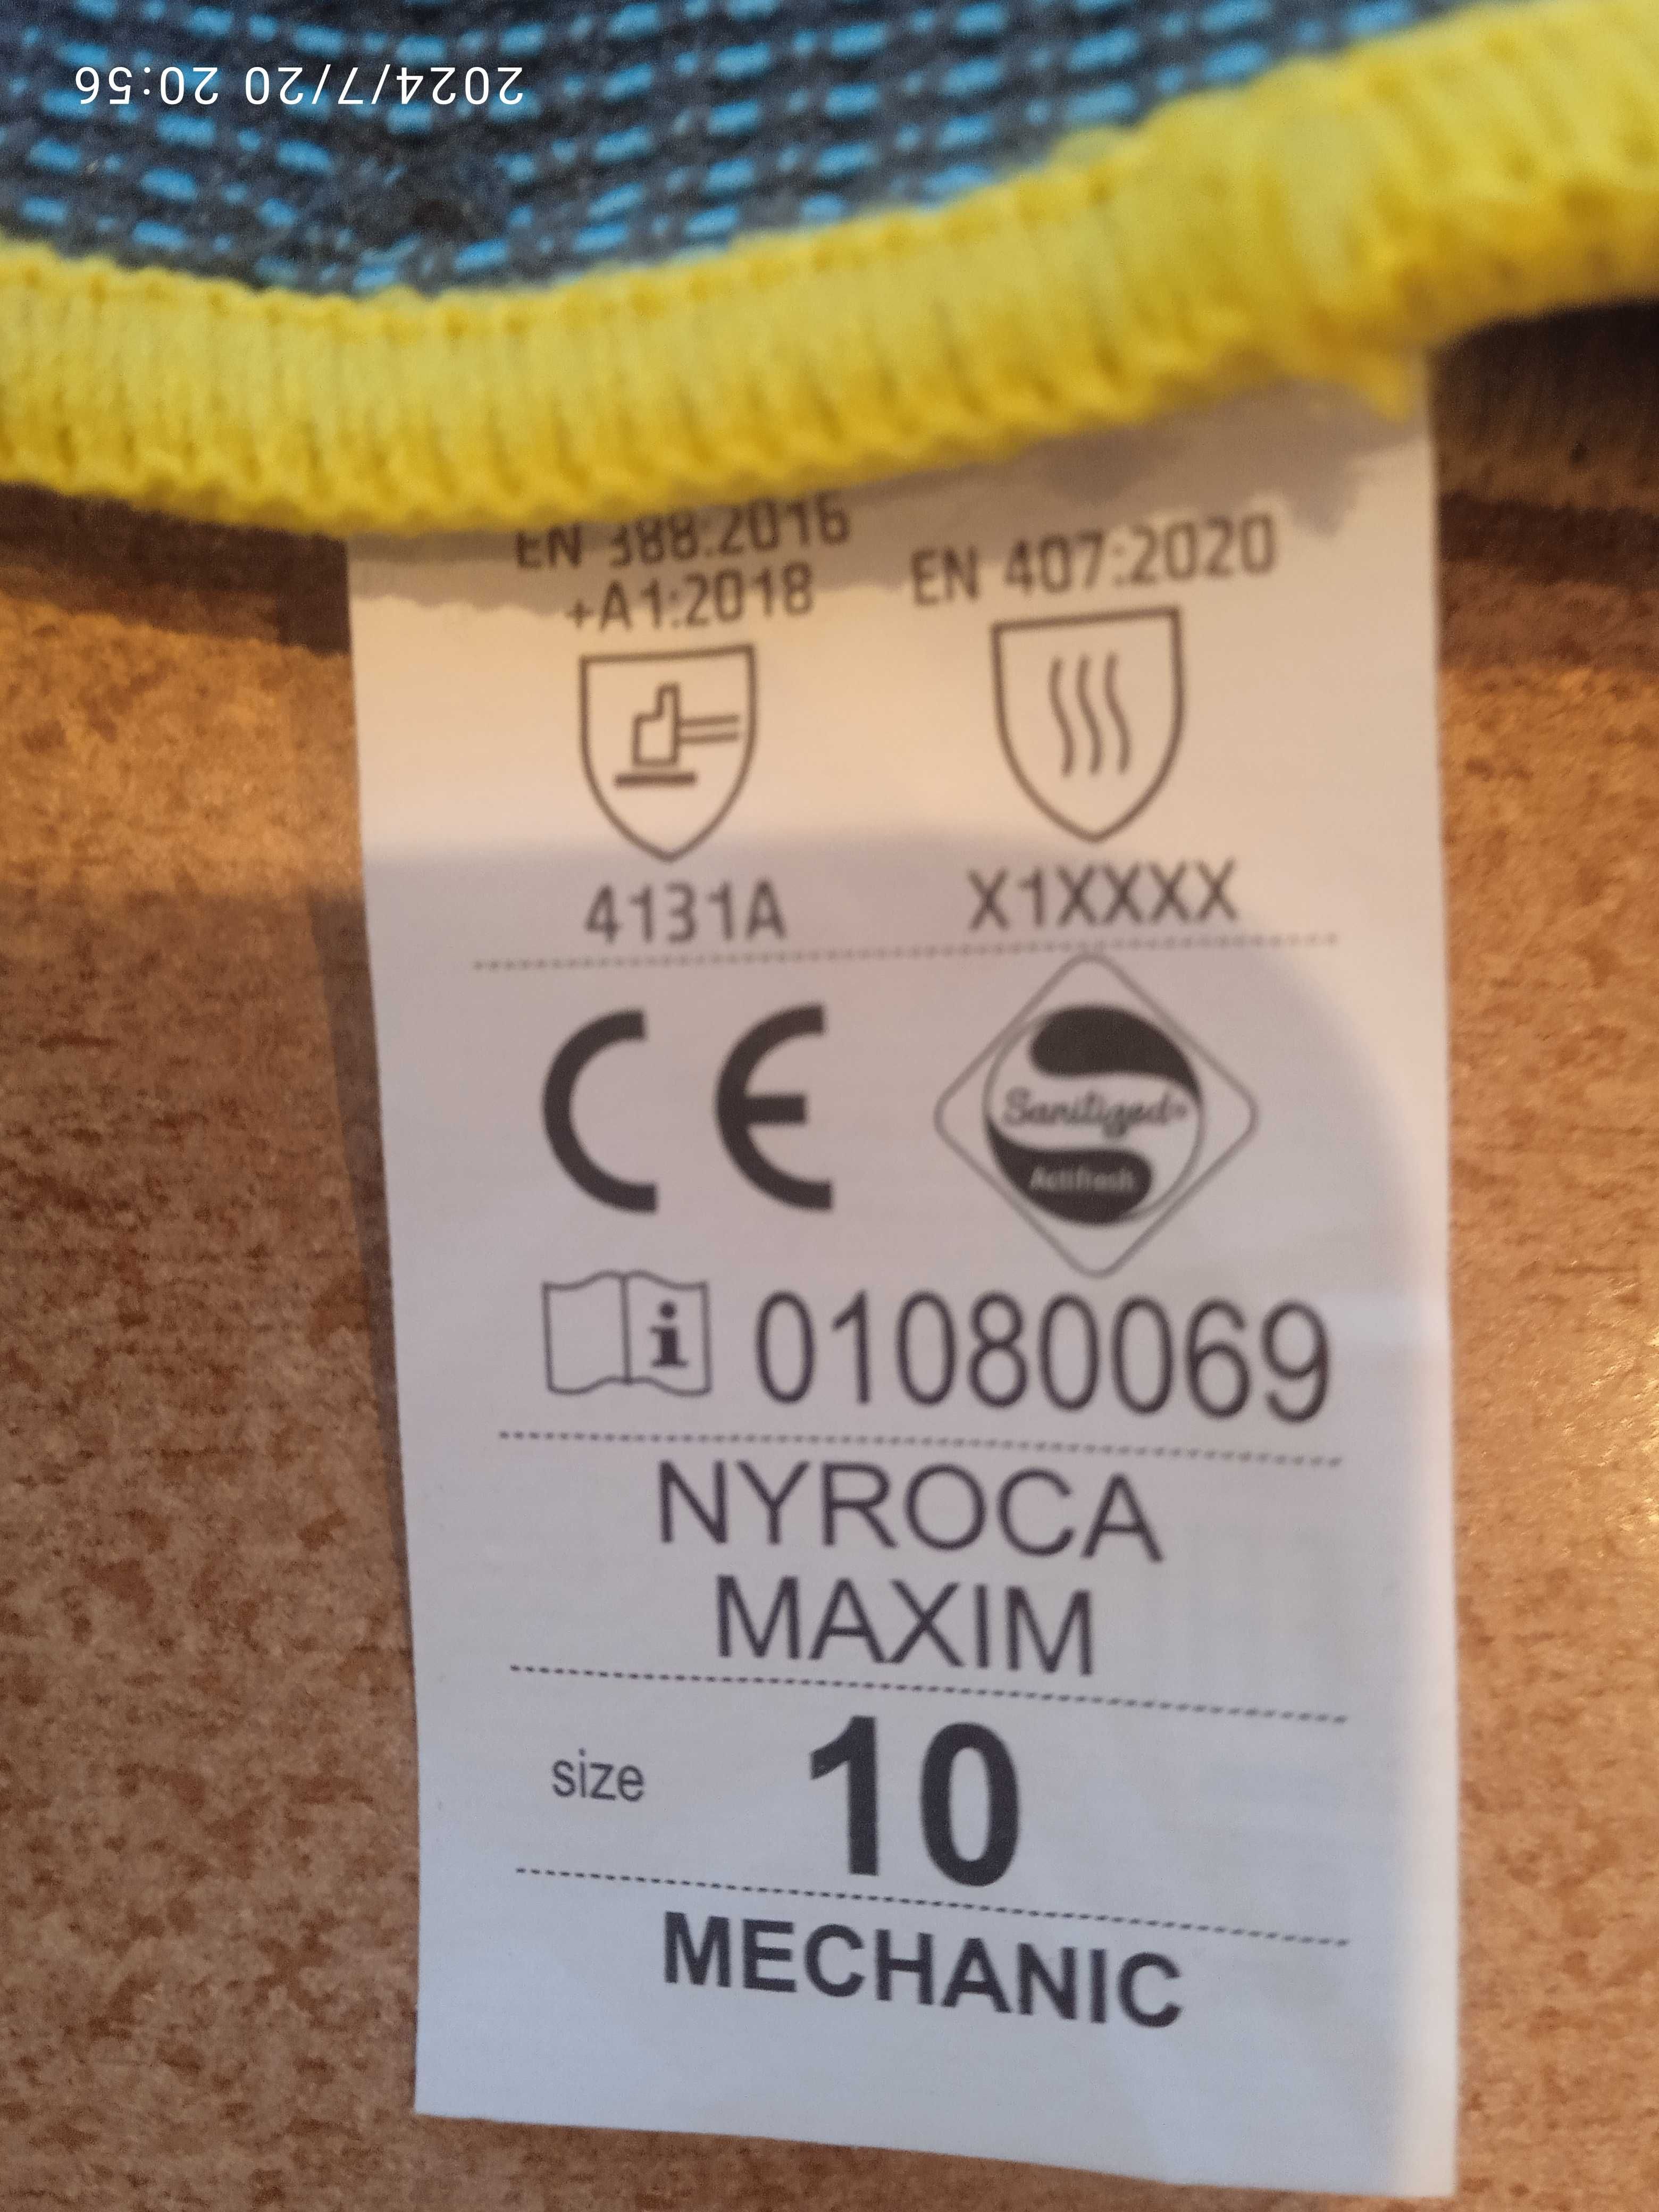 2024/7/20 20:56
EN 388:2016
+A1:2018
EN 407:2020
4131A
X1XXXX
CE
Sanitized®
Actifresh
i 01080069
NYROCA
MAXIM
size 10
MECHANIC